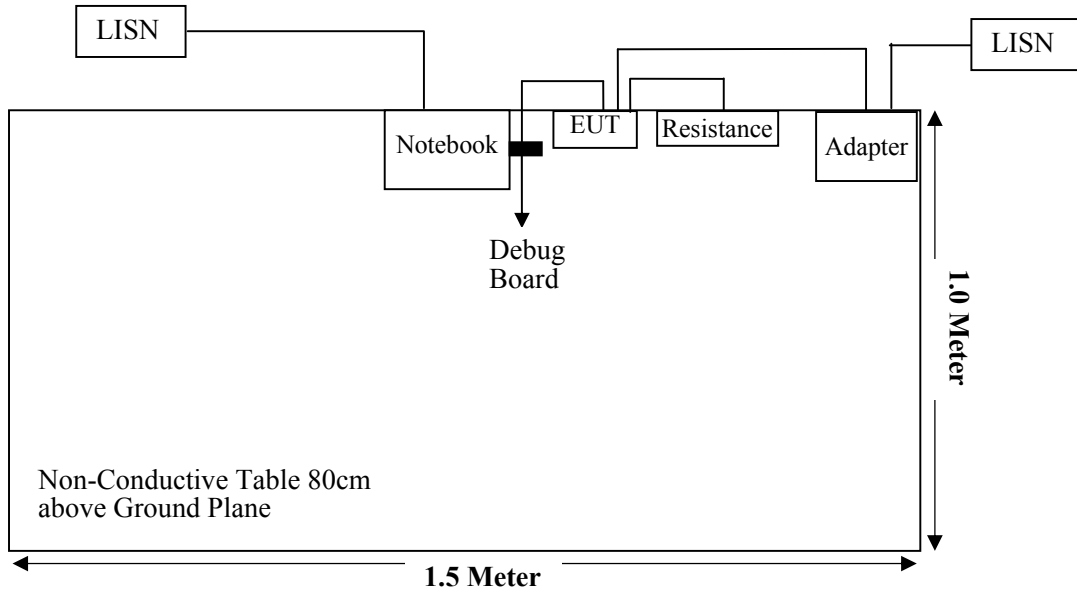 LISN
LISN
Notebook
EUT
Resistance
Adapter
Debug
Board
1.0 Meter
Non-Conductive Table 80cm
above Ground Plane
1.5 Meter